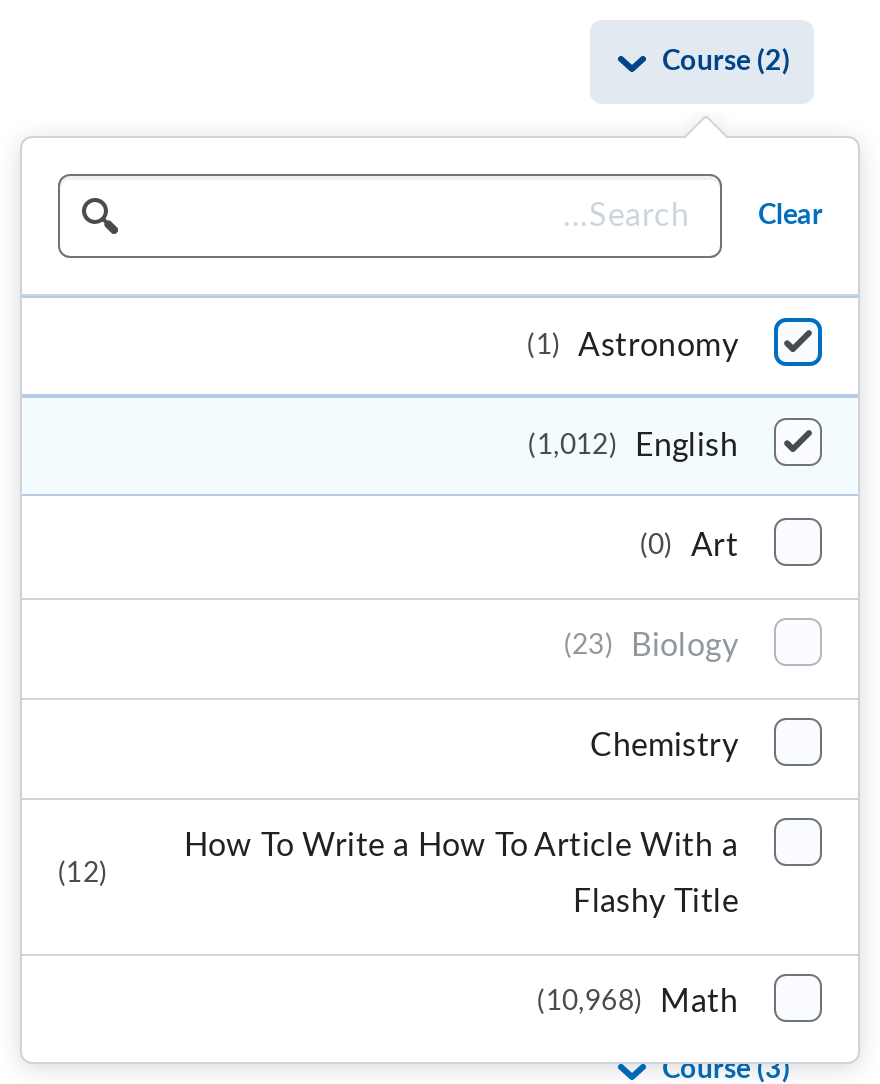 Course (2)
...Search
Clear
(1) Astronomy
(1,012) English
(0) Art
(23) Biology
Chemistry
How To Write a How To Article With a
Flashy Title
(12)
(10,968) Math
Course (3)